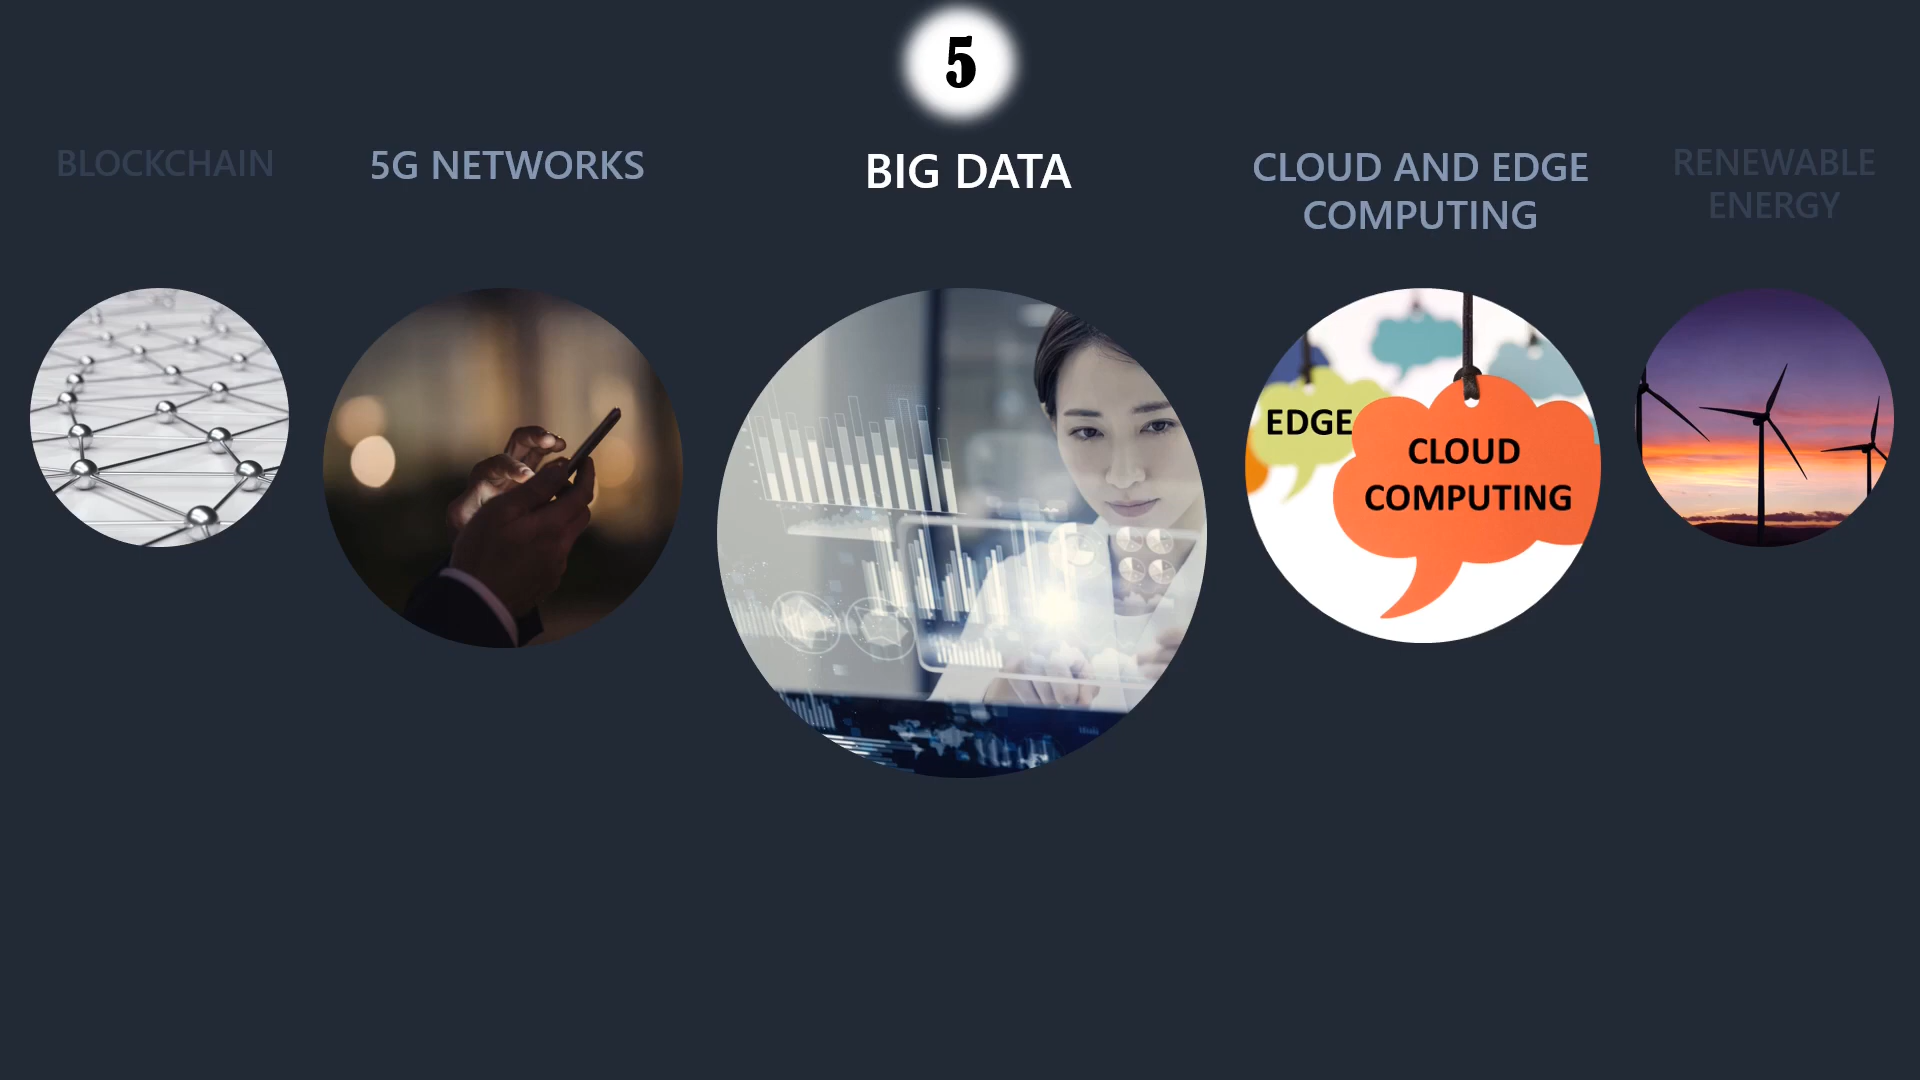 5
BLOCKCHAIN
5G NETWORKS
BIG DATA
CLOUD AND EDGE
COMPUTING
RENEWABLE
ENERGY
EDGE
CLOUD
COMPUTING